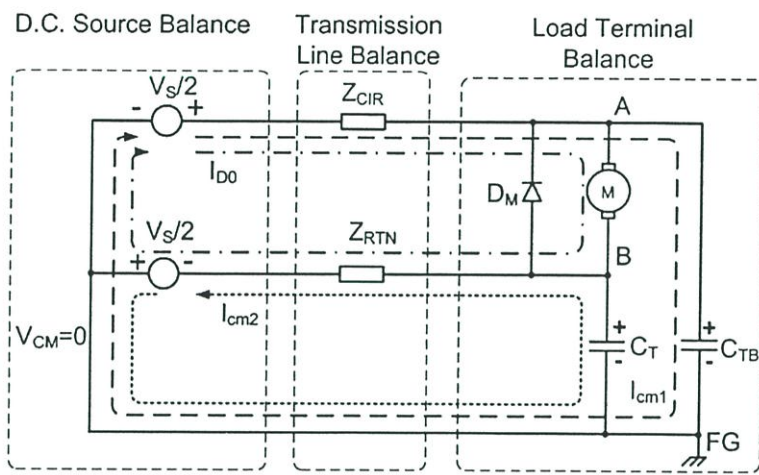 D.C. Source Balance
Transmission
Line Balance
Load Terminal
Balance
- V_S/2 +
Z_CIR
A
I_D0
D_M
M
V_S/2
+ -
Z_RTN
B
I_cm2
V_CM=0
+
C_T
-
+
C_TB
-
I_cm1
FG